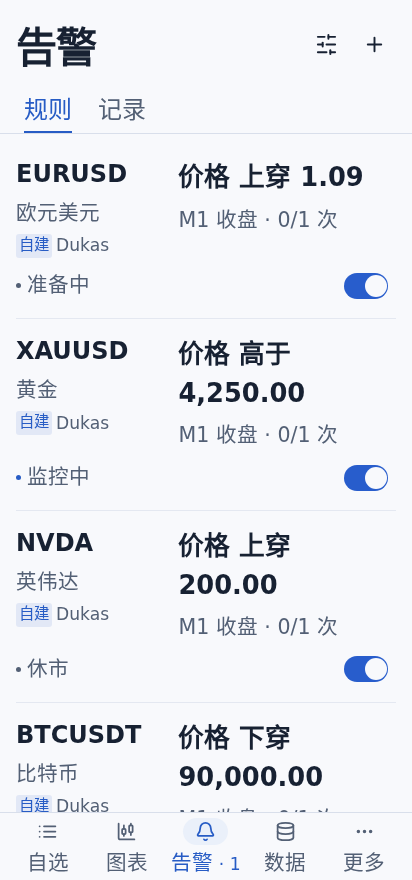 告警
规则 记录
EURUSD
欧元美元
自建 Dukas
价格 上穿 1.09
M1 收盘 · 0/1 次
准备中
XAUUSD
黄金
自建 Dukas
价格 高于
4,250.00
M1 收盘 · 0/1 次
监控中
NVDA
英伟达
自建 Dukas
价格 上穿
200.00
M1 收盘 · 0/1 次
休市
BTCUSDT
比特币
自建 Dukas
价格 下穿
90,000.00
自选 图表 告警 · 1 数据 更多